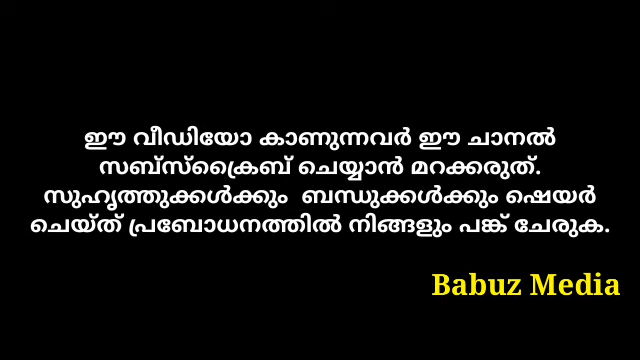 ഈ വീഡിയോ കാണുന്നവർ ഈ ചാനൽ
സബ്സ്ക്രൈബ് ചെയ്യാൻ മറക്കരുത്.
സുഹൃത്തുക്കൾക്കും ബന്ധുക്കൾക്കും ഷെയർ
ചെയ്ത് പ്രബോധനത്തിൽ നിങ്ങളും പങ്ക് ചേരുക.
Babuz Media